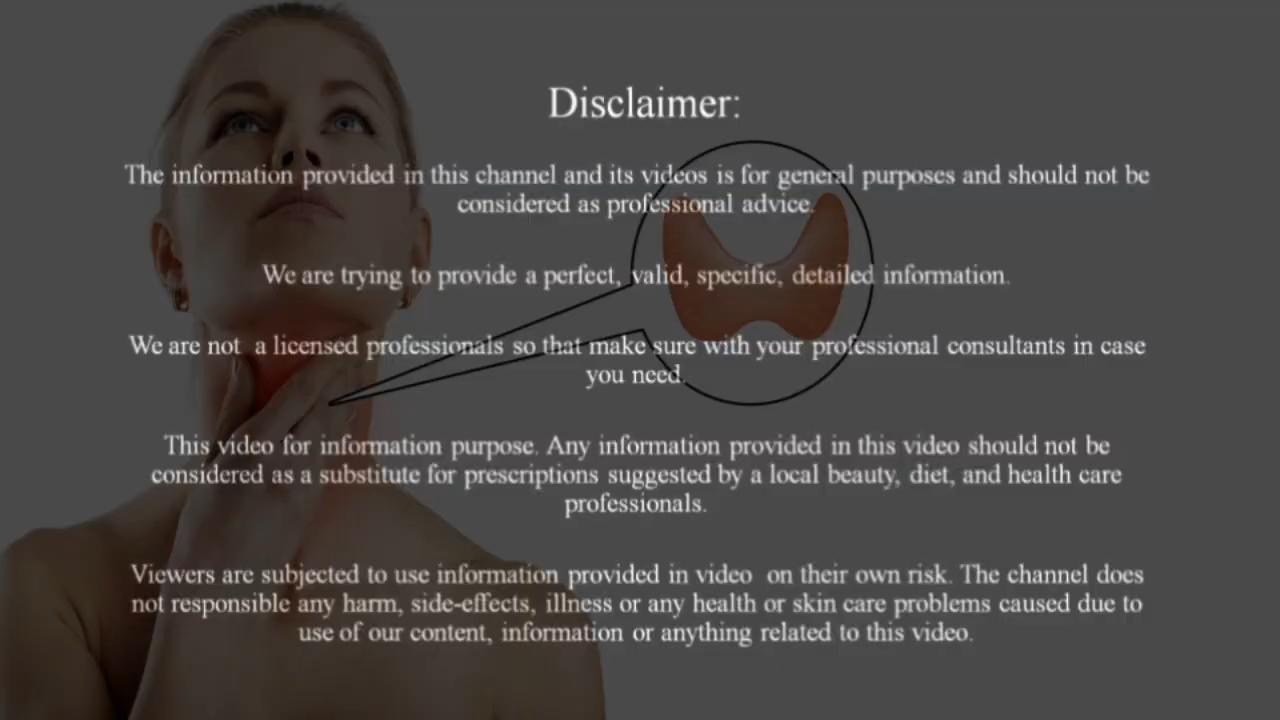 Disclaimer:
The information provided in this channel and its videos is for general purposes and should not be
considered as professional advice.
We are trying to provide a perfect, valid, specific, detailed information.
We are not  a licensed professionals so that make sure with your professional consultants in case
you need.
This video for information purpose. Any information provided in this video should not be
considered as a substitute for prescriptions suggested by a local beauty, diet, and health care
professionals.
Viewers are subjected to use information provided in video  on their own risk. The channel does
not responsible any harm, side-effects, illness or any health or skin care problems caused due to
use of our content, information or anything related to this video.